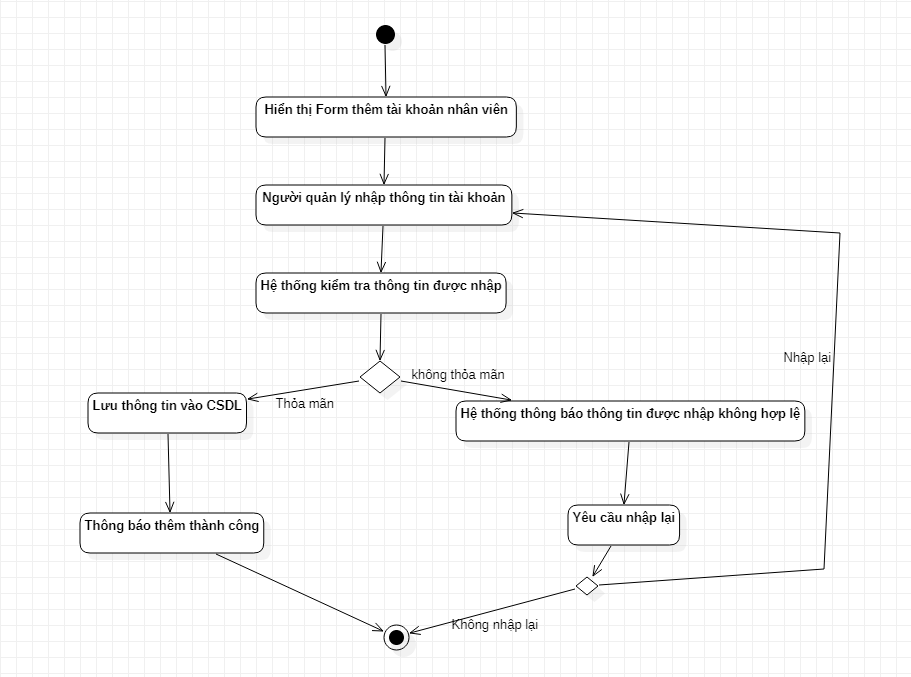 Hiển thị Form thêm tài khoản nhân viên
Người quản lý nhập thông tin tài khoản
Hệ thống kiểm tra thông tin được nhập
Nhập lại
không thỏa mãn
Thỏa mãn
Lưu thông tin vào CSDL
Hệ thống thông báo thông tin được nhập không hợp lệ
Yêu cầu nhập lại
Thông báo thêm thành công
Không nhập lại